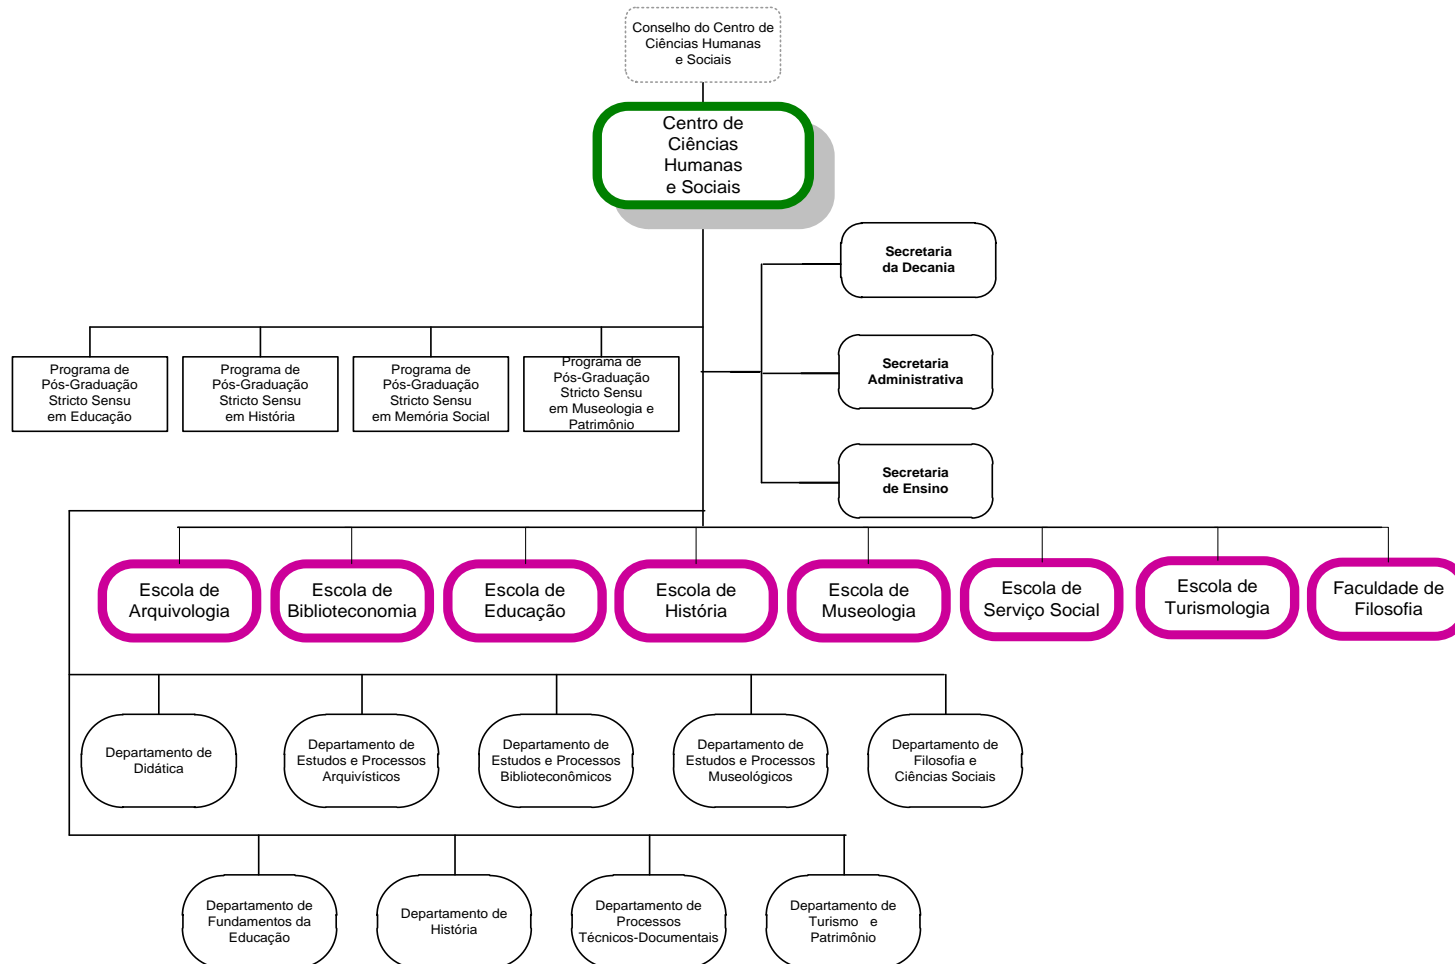 Conselho do Centro de
Ciências Humanas
e Sociais
Centro de
Ciências
Humanas
e Sociais
Secretaria
da Decania
Secretaria
Administrativa
Secretaria
de Ensino
Programa de
Pós-Graduação
Stricto Sensu
em Educação
Programa de
Pós-Graduação
Stricto Sensu
em História
Programa de
Pós-Graduação
Stricto Sensu
em Memória Social
Programa de
Pós-Graduação
Stricto Sensu
em Museologia e
Patrimônio
Escola de
Arquivologia
Escola de
Biblioteconomia
Escola de
Educação
Escola de
História
Escola de
Museologia
Escola de
Serviço Social
Escola de
Turismologia
Faculdade de
Filosofia
Departamento de
Didática
Departamento de
Estudos e Processos
Arquivísticos
Departamento de
Estudos e Processos
Biblioteconômicos
Departamento de
Estudos e Processos
Museológicos
Departamento de
Filosofia e
Ciências Sociais
Departamento de
Fundamentos da
Educação
Departamento de
História
Departamento de
Processos
Técnicos-Documentais
Departamento de
Turismo e
Patrimônio